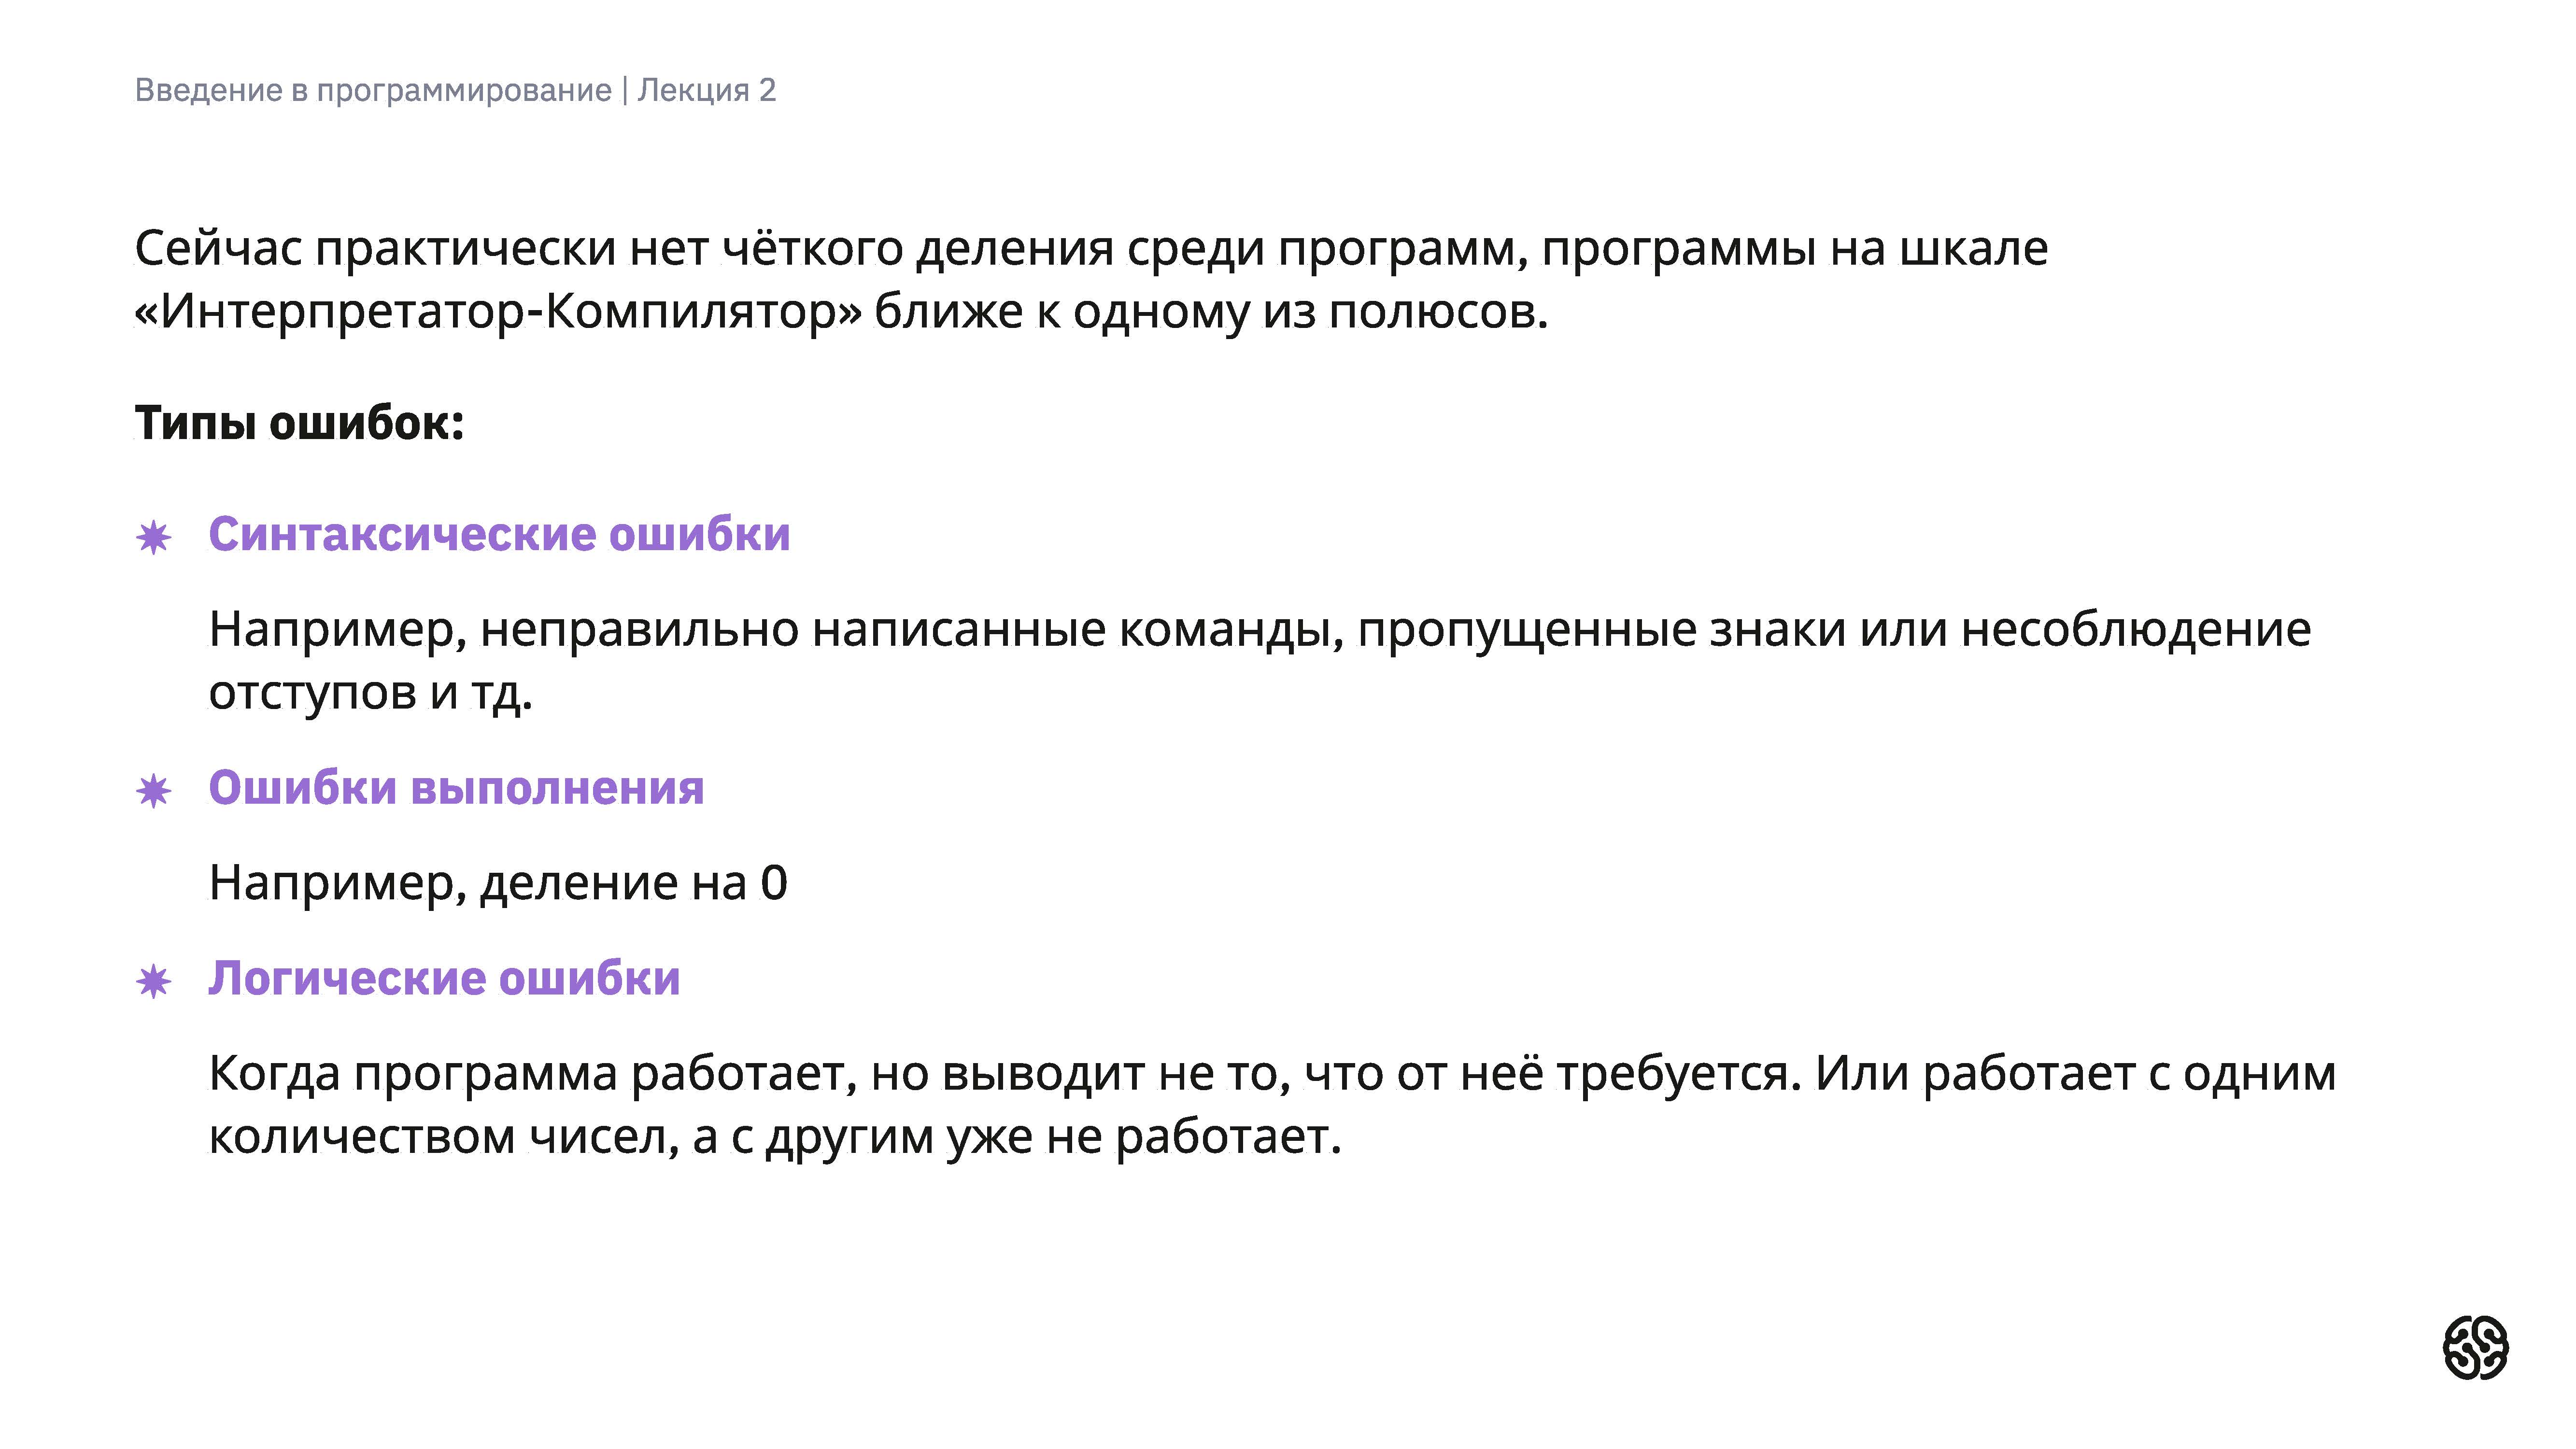 Введение в программирование | Лекция 2
Сейчас практически нет чёткого деления среди программ, программы на шкале
«Интерпретатор-Компилятор» ближе к одному из полюсов.
Типы ошибок:
Синтаксические ошибки
Например, неправильно написанные команды, пропущенные знаки или несоблюдение
отступов и тд.
Ошибки выполнения
Например, деление на 0
Логические ошибки
Когда программа работает, но выводит не то, что от неё требуется. Или работает с одним
количеством чисел, а с другим уже не работает.